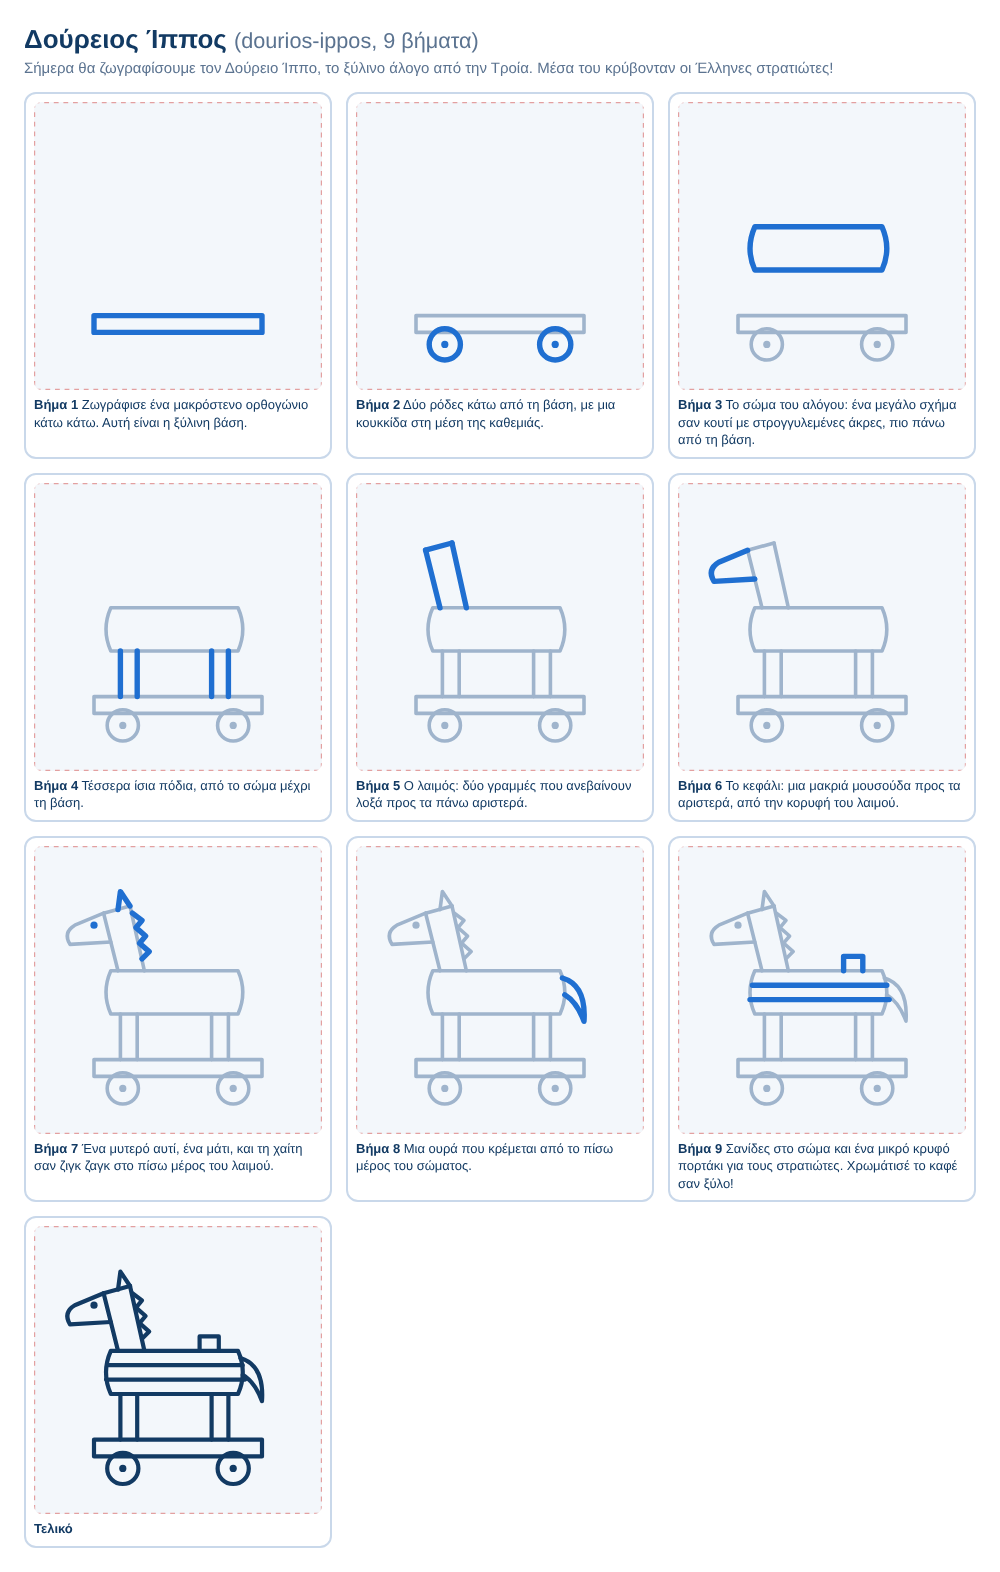 Δούρειος Ίππος (dourios-ippos, 9 βήματα)
Σήμερα θα ζωγραφίσουμε τον Δούρειο Ίππο, το ξύλινο άλογο από την Τροία. Μέσα του κρύβονταν οι Έλληνες στρατιώτες!
Βήμα 1 Ζωγράφισε ένα μακρόστενο ορθογώνιο
κάτω κάτω. Αυτή είναι η ξύλινη βάση.
Βήμα 2 Δύο ρόδες κάτω από τη βάση, με μια
κουκκίδα στη μέση της καθεμιάς.
Βήμα 3 Το σώμα του αλόγου: ένα μεγάλο σχήμα
σαν κουτί με στρογγυλεμένες άκρες, πιο πάνω
από τη βάση.
Βήμα 4 Τέσσερα ίσια πόδια, από το σώμα μέχρι
τη βάση.
Βήμα 5 Ο λαιμός: δύο γραμμές που ανεβαίνουν
λοξά προς τα πάνω αριστερά.
Βήμα 6 Το κεφάλι: μια μακριά μουσούδα προς τα
αριστερά, από την κορυφή του λαιμού.
Βήμα 7 Ένα μυτερό αυτί, ένα μάτι, και τη χαίτη
σαν ζιγκ ζαγκ στο πίσω μέρος του λαιμού.
Βήμα 8 Μια ουρά που κρέμεται από το πίσω
μέρος του σώματος.
Βήμα 9 Σανίδες στο σώμα και ένα μικρό κρυφό
πορτάκι για τους στρατιώτες. Χρωμάτισέ το καφέ
σαν ξύλο!
Τελικό